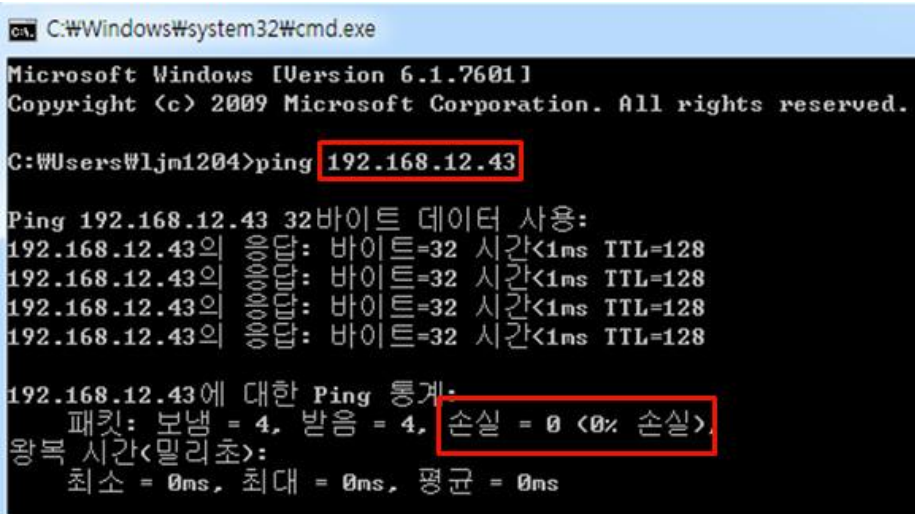 C:₩Windows₩system32₩cmd.exe
Microsoft Windows [Version 6.1.7601]
Copyright (c) 2009 Microsoft Corporation. All rights reserved.
C:₩Users₩ljm1204>ping 192.168.12.43
Ping 192.168.12.43 32바이트 데이터 사용:
192.168.12.43의 응답: 바이트=32 시간<1ms TTL=128
192.168.12.43의 응답: 바이트=32 시간<1ms TTL=128
192.168.12.43의 응답: 바이트=32 시간<1ms TTL=128
192.168.12.43의 응답: 바이트=32 시간<1ms TTL=128
192.168.12.43에 대한 Ping 통계:
패킷: 보냄 = 4, 받음 = 4, 손실 = 0 (0% 손실),
왕복 시간(밀리초):
최소 = 0ms, 최대 = 0ms, 평균 = 0ms